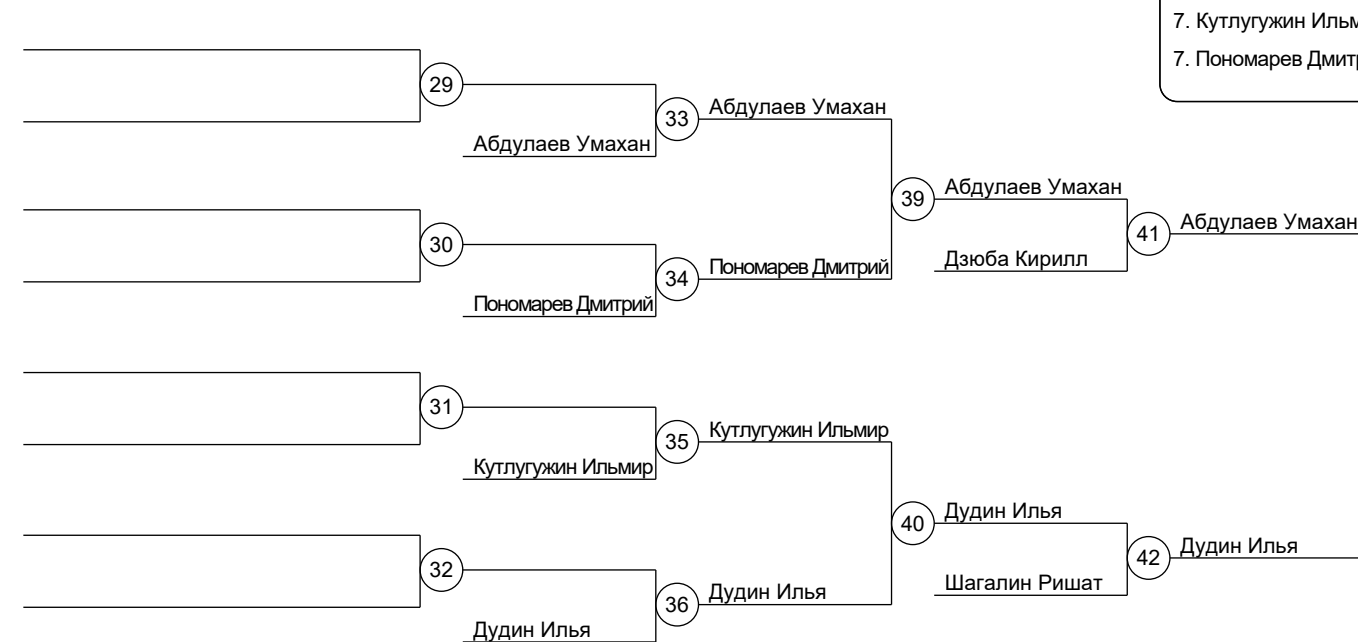 7. Кутлугужин
7. Пономарев
29
33
Абдулаев Умахан
Абдулаев Умахан
39
Абдулаев Умахан
41
Абдулаев Умахан
30
34
Пономарев Дмитрий
Дзюба Кирилл
Пономарев Дмитрий
31
35
Кутлугужин Ильмир
Кутлугужин Ильмир
40
Дудин Илья
42
Дудин Илья
32
36
Дудин Илья
Шагалин Ришат
Дудин Илья